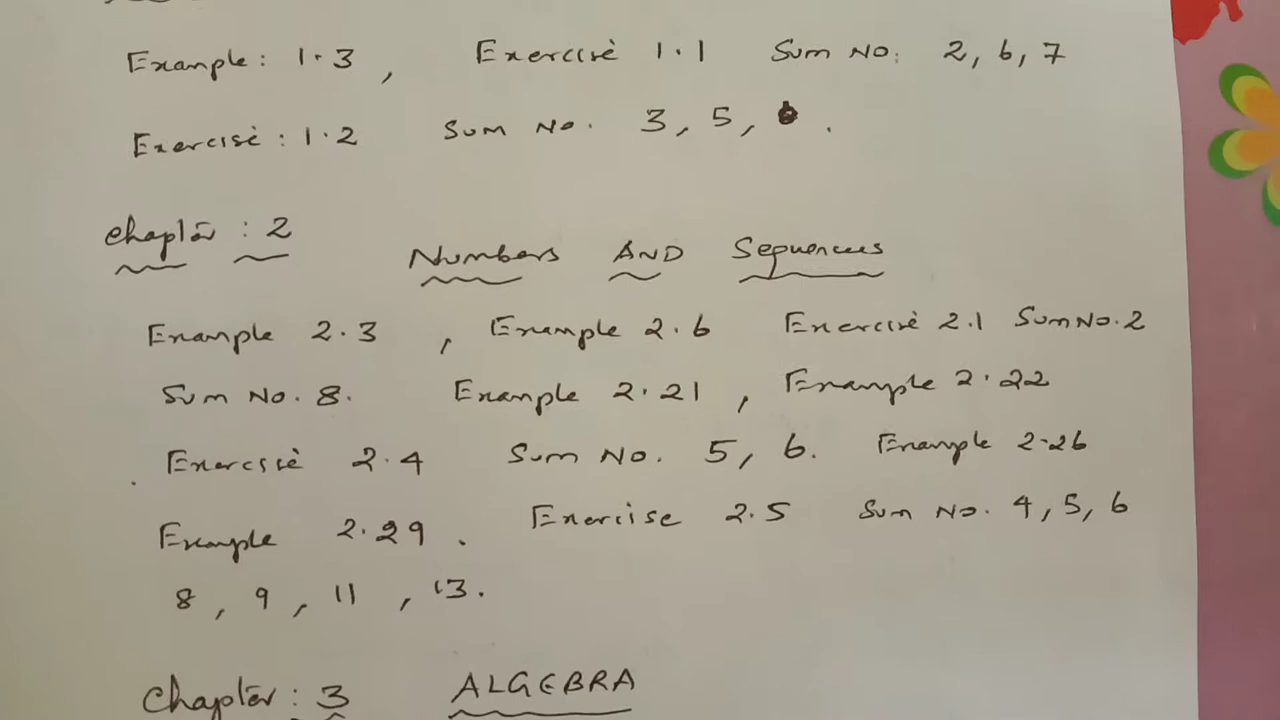 Example: 1.3, Exercise 1.1 Sum No: 2, 6, 7
Exercise: 1.2 Sum No. 3, 5, 6.
Chapter: 2
Numbers AND Sequences
Example 2.3, Example 2.6 Exercise 2.1 Sum No. 2
Sum No. 8. Example 2.21, Example 2.22
Exercise 2.4 Sum No. 5, 6. Example 2.26
Example 2.29. Exercise 2.5 Sum No. 4, 5, 6
8, 9, 11, 13.
Chapter: 3 ALGEBRA